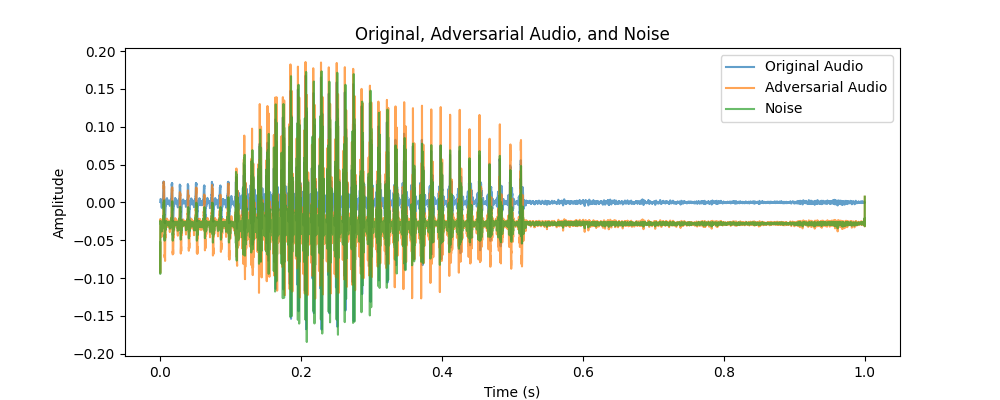 Original, Adversarial Audio, and Noise
Original Audio
Adversarial Audio
Noise
Amplitude
0.20
0.15
0.10
0.05
0.00
−0.05
−0.10
−0.15
−0.20
0.0 0.2 0.4 0.6 0.8 1.0
Time (s)